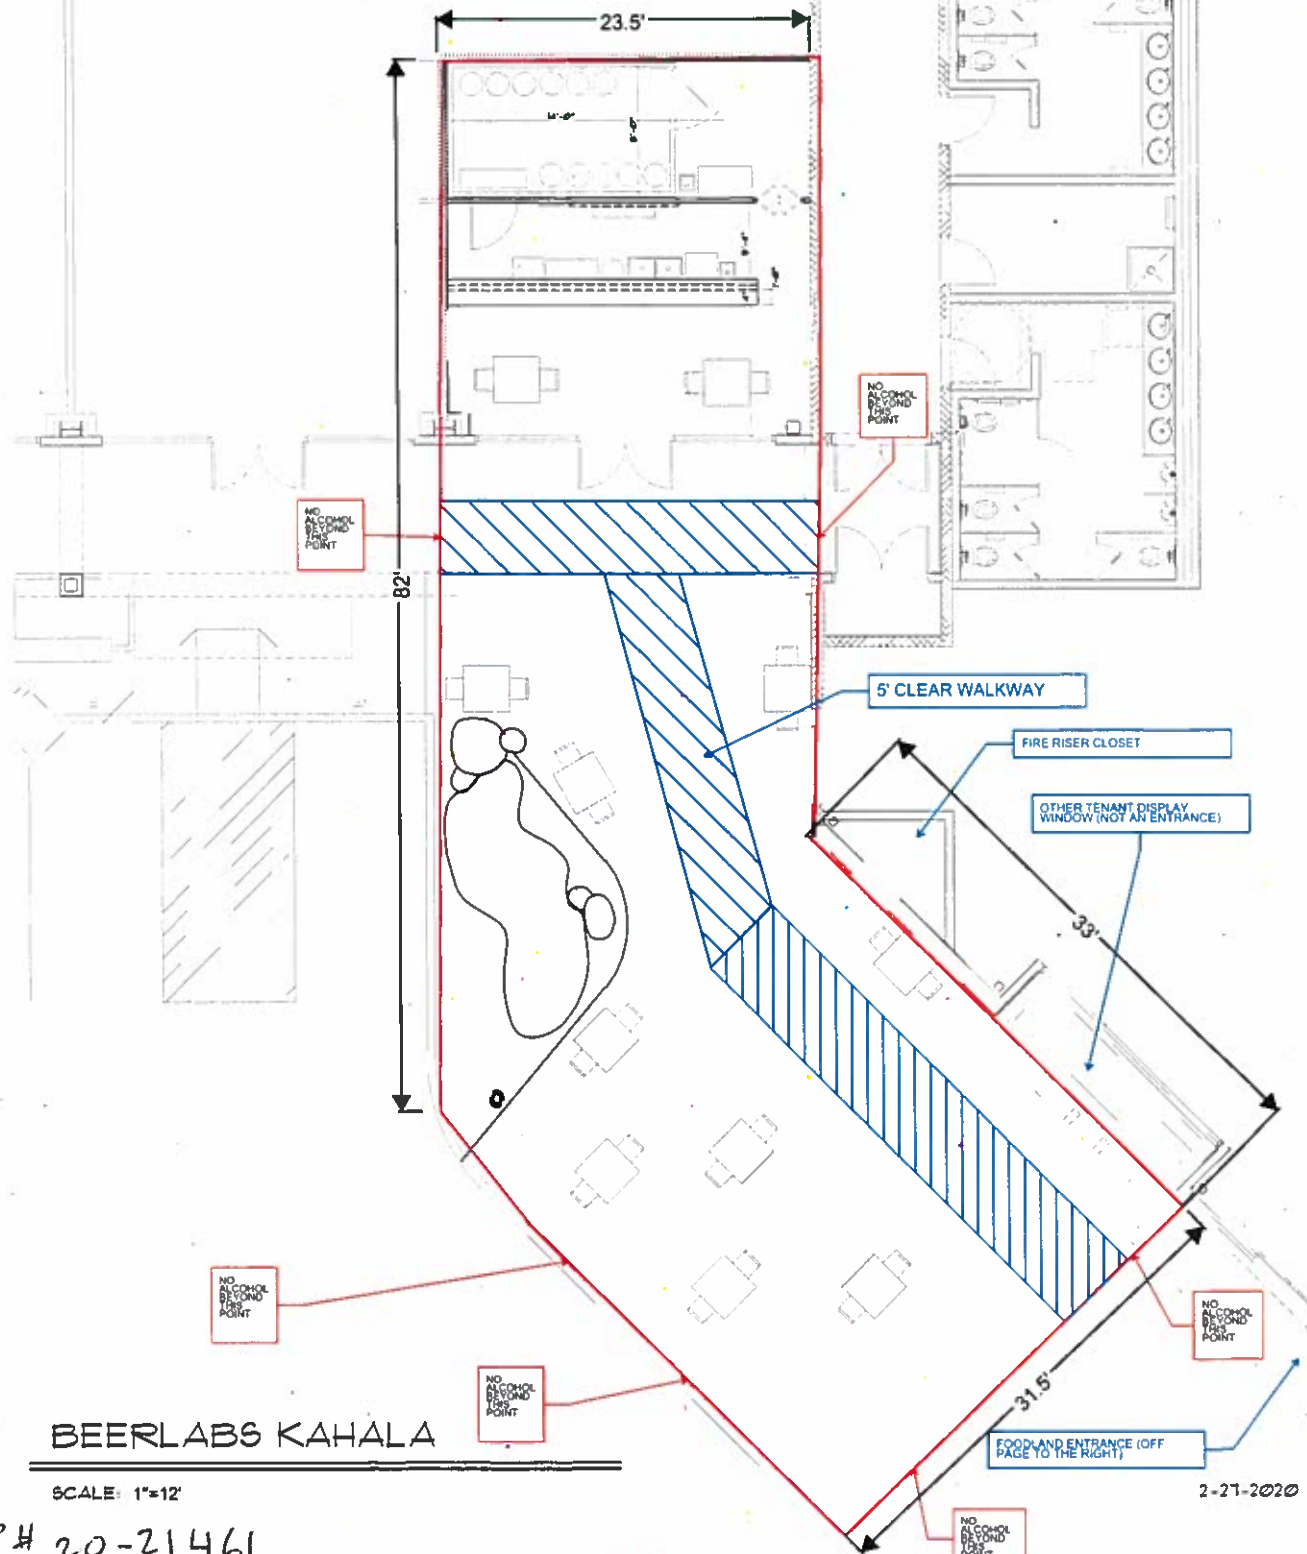 23.5'
14'-0"
NO
ALCOHOL
BEYOND
THIS
POINT
NO
ALCOHOL
BEYOND
THIS
POINT
82'
5' CLEAR WALKWAY
FIRE RISER CLOSET
OTHER TENANT DISPLAY
WINDOW (NOT AN ENTRANCE)
33'
NO
ALCOHOL
BEYOND
THIS
POINT
NO
ALCOHOL
BEYOND
THIS
POINT
NO
ALCOHOL
BEYOND
THIS
POINT
31.5'
BEERLABS KAHALA
FOODLAND ENTRANCE (OFF
PAGE TO THE RIGHT)
SCALE: 1"=12'
2-27-2020
# 20-21461
NO
ALCOHOL
BEYOND
THIS